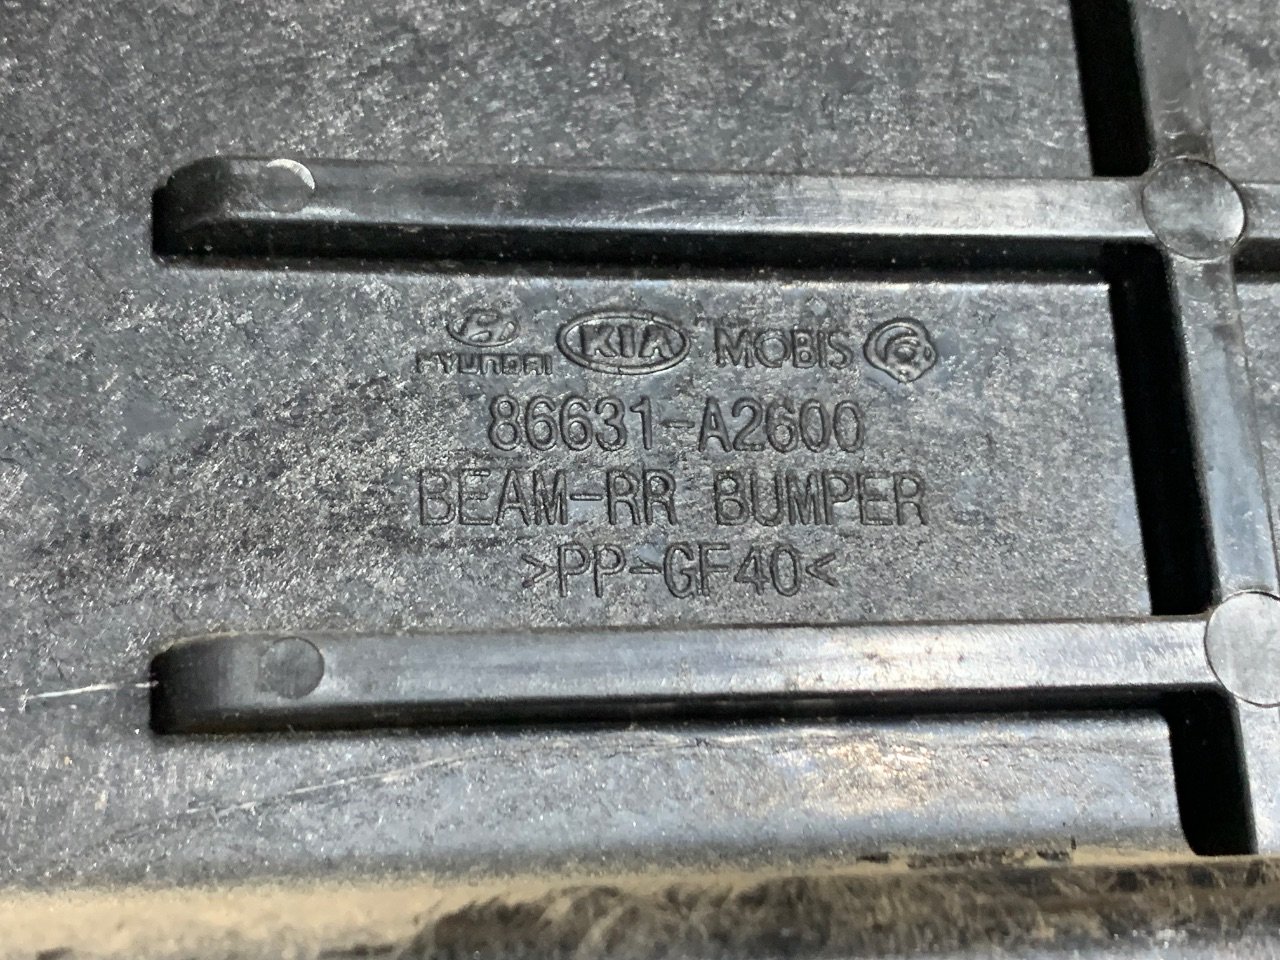 HYUNDAI KIA MOBIS
86631-A2600
BEAM-RR BUMPER
>PP-GF40<